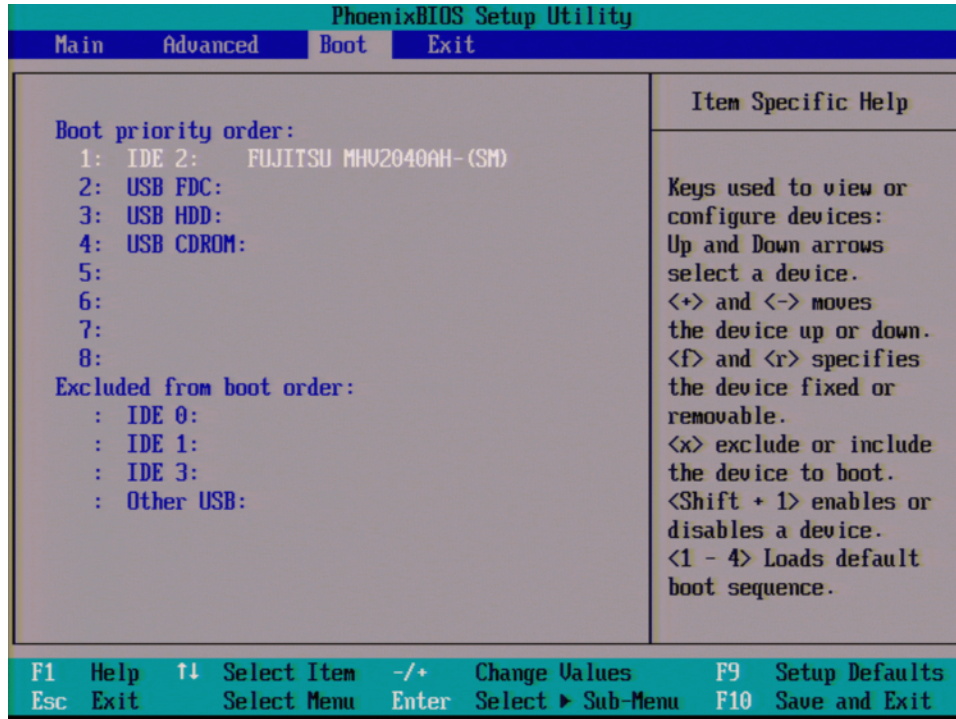 PhoenixBIOS Setup Utility
Main Advanced Boot Exit
Boot priority order:
1: IDE 2: FUJITSU MHV2040AH-(SM)
2: USB FDC:
3: USB HDD:
4: USB CDROM:
5:
6:
7:
8:
Excluded from boot order:
: IDE 0:
: IDE 1:
: IDE 3:
: Other USB:
Item Specific Help
Keys used to view or
configure devices:
Up and Down arrows
select a device.
<+> and <-> moves
the device up or down.
<f> and <r> specifies
the device fixed or
removable.
<x> exclude or include
the device to boot.
<Shift + 1> enables or
disables a device.
<1 - 4> Loads default
boot sequence.
F1 Help ↑↓ Select Item -/+ Change Values F9 Setup Defaults
Esc Exit Select Menu Enter Select ▶ Sub-Menu F10 Save and Exit